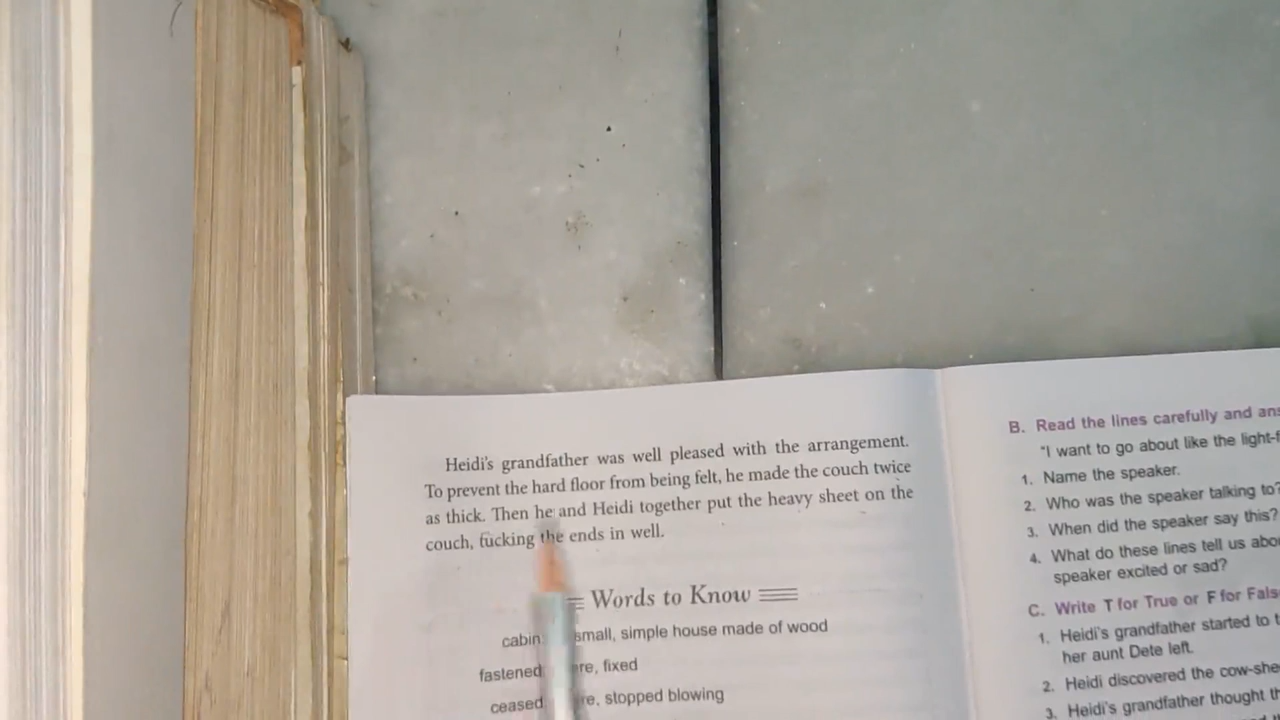 Heidi's grandfather was well pleased with the arrangement.
To prevent the hard floor from being felt, he made the couch twice
as thick. Then he and Heidi together put the heavy sheet on the
couch, fucking the ends in well.
Words to Know
cabin: small, simple house made of wood
fastened fixed
ceased stopped blowing
B. Read the lines carefully and
"I want to go about like the
1. Name the speaker.
2. Who was the speaker talking to?
3. When did the speaker say this?
4. What do these lines tell us
speaker excited or sad?
C. Write T for True or F for
1. Heidi's grandfather started to
her aunt Dete left.
2. Heidi discovered the
3. Heidi's grandfather thought